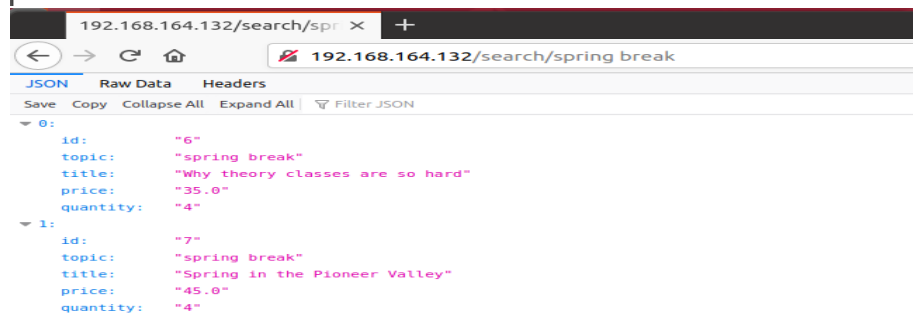 192.168.164.132/search/spr
192.168.164.132/search/spring break
JSON Raw Data Headers
Save Copy Collapse All Expand All Filter JSON
0:
id: "6"
topic: "spring break"
title: "Why theory classes are so hard"
price: "35.0"
quantity: "4"
1:
id: "7"
topic: "spring break"
title: "Spring in the Pioneer Valley"
price: "45.0"
quantity: "4"